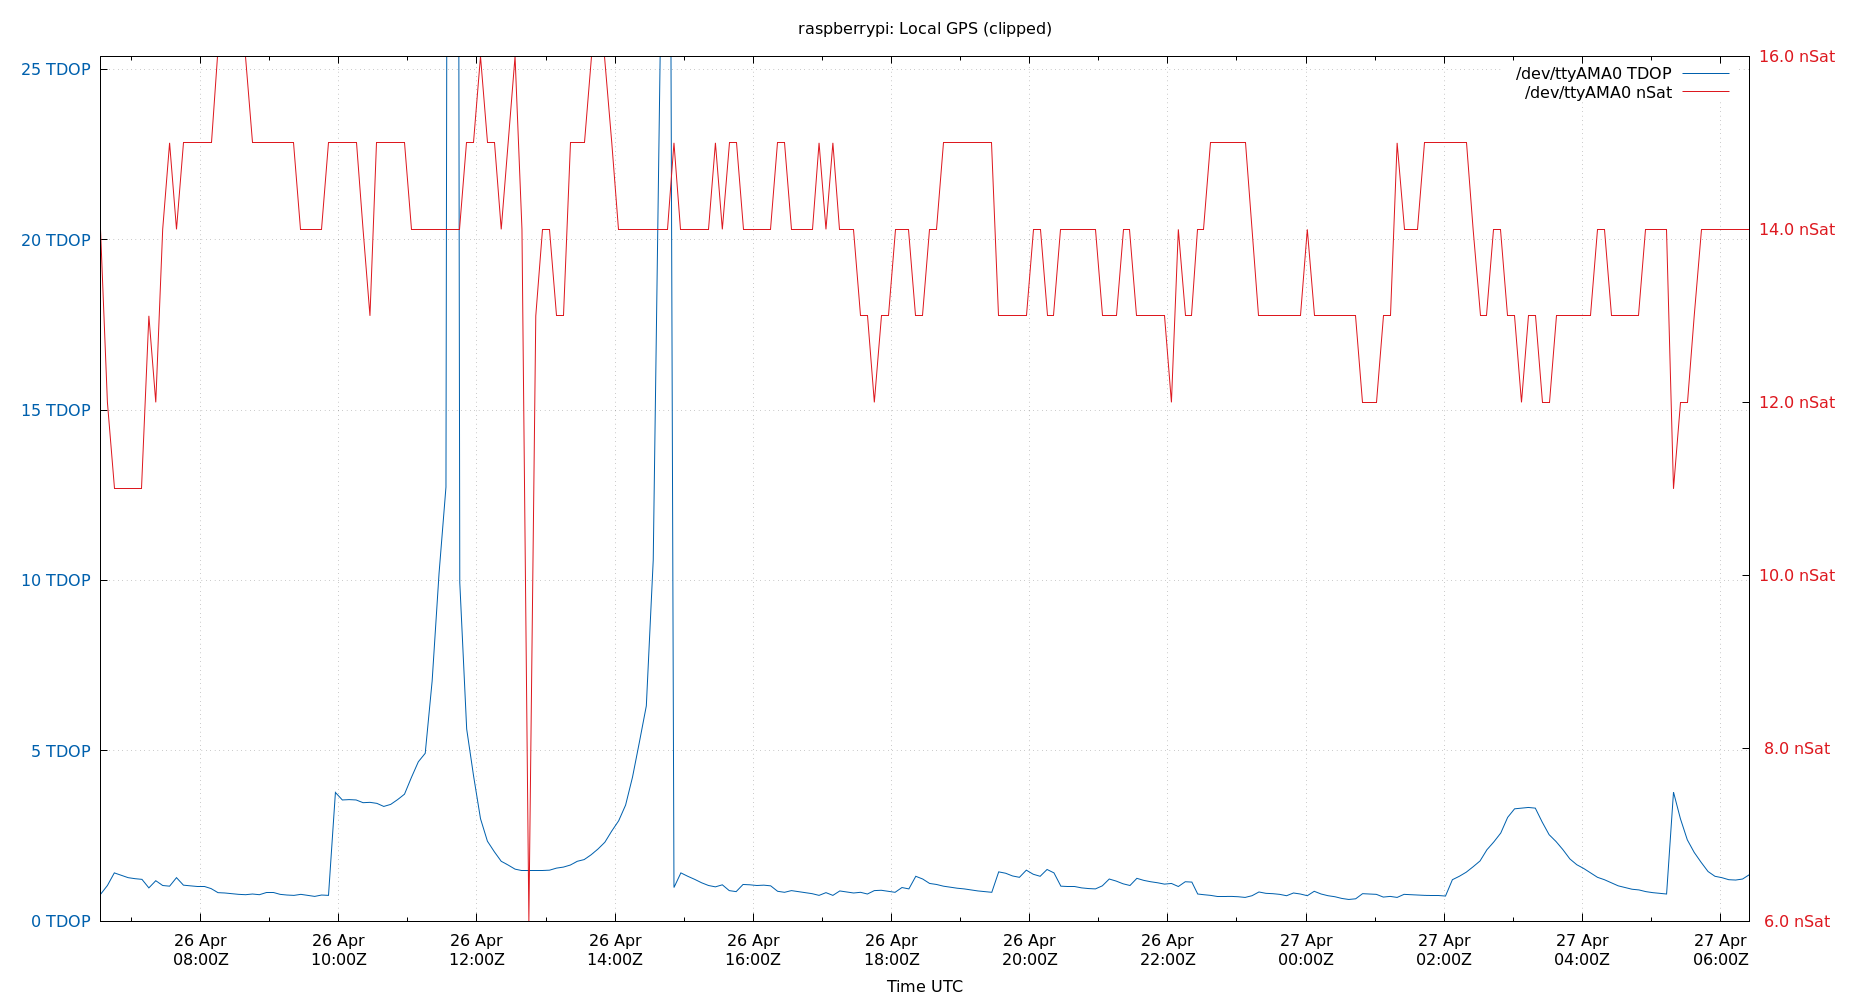 raspberrypi: Local GPS (clipped)
25 TDOP
20 TDOP
15 TDOP
10 TDOP
5 TDOP
0 TDOP
16.0 nSat
14.0 nSat
12.0 nSat
10.0 nSat
8.0 nSat
6.0 nSat
/dev/ttyAMA0 TDOP
/dev/ttyAMA0 nSat
26 Apr
08:00Z
26 Apr
10:00Z
26 Apr
12:00Z
26 Apr
14:00Z
26 Apr
16:00Z
26 Apr
18:00Z
26 Apr
20:00Z
26 Apr
22:00Z
27 Apr
00:00Z
27 Apr
02:00Z
27 Apr
04:00Z
27 Apr
06:00Z
Time UTC